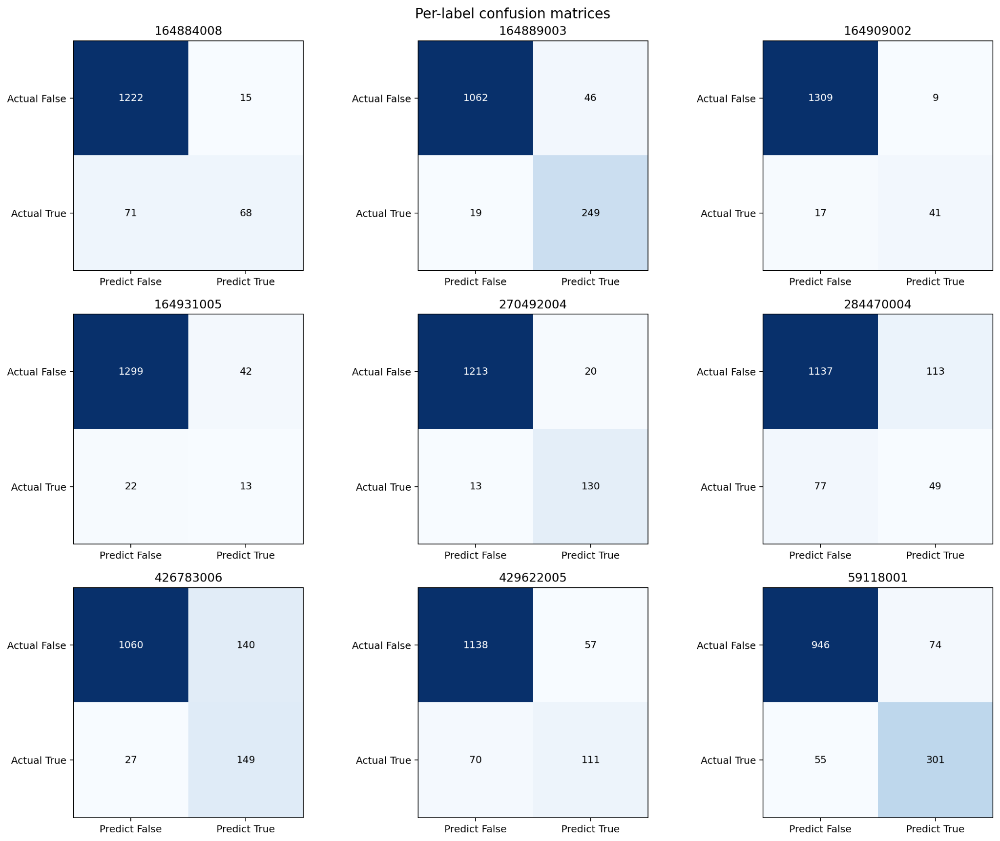 Per-label confusion matrices
164884008
164889003
164909002
Actual False
1222
15
Actual False
1062
46
Actual False
1309
9
Actual True
71
68
Actual True
19
249
Actual True
17
41
Predict False
Predict True
Predict False
Predict True
Predict False
Predict True
164931005
270492004
284470004
Actual False
1299
42
Actual False
1213
20
Actual False
1137
113
Actual True
22
13
Actual True
13
130
Actual True
77
49
Predict False
Predict True
Predict False
Predict True
Predict False
Predict True
426783006
429622005
59118001
Actual False
1060
140
Actual False
1138
57
Actual False
946
74
Actual True
27
149
Actual True
70
111
Actual True
55
301
Predict False
Predict True
Predict False
Predict True
Predict False
Predict True